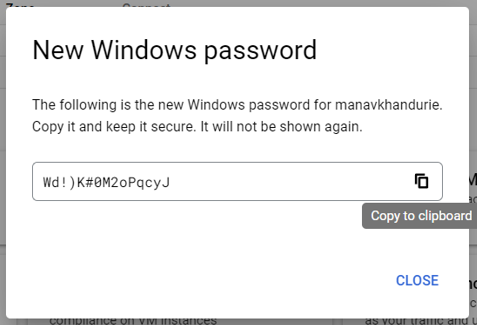 Zone Connect
New Windows password
The following is the new Windows password for manavkhandurie.
Copy it and keep it secure. It will not be shown again.
Wd!)K#0M2oPqcyJ
Copy to clipboard
CLOSE
compliance on VM instances
as your traffic and u